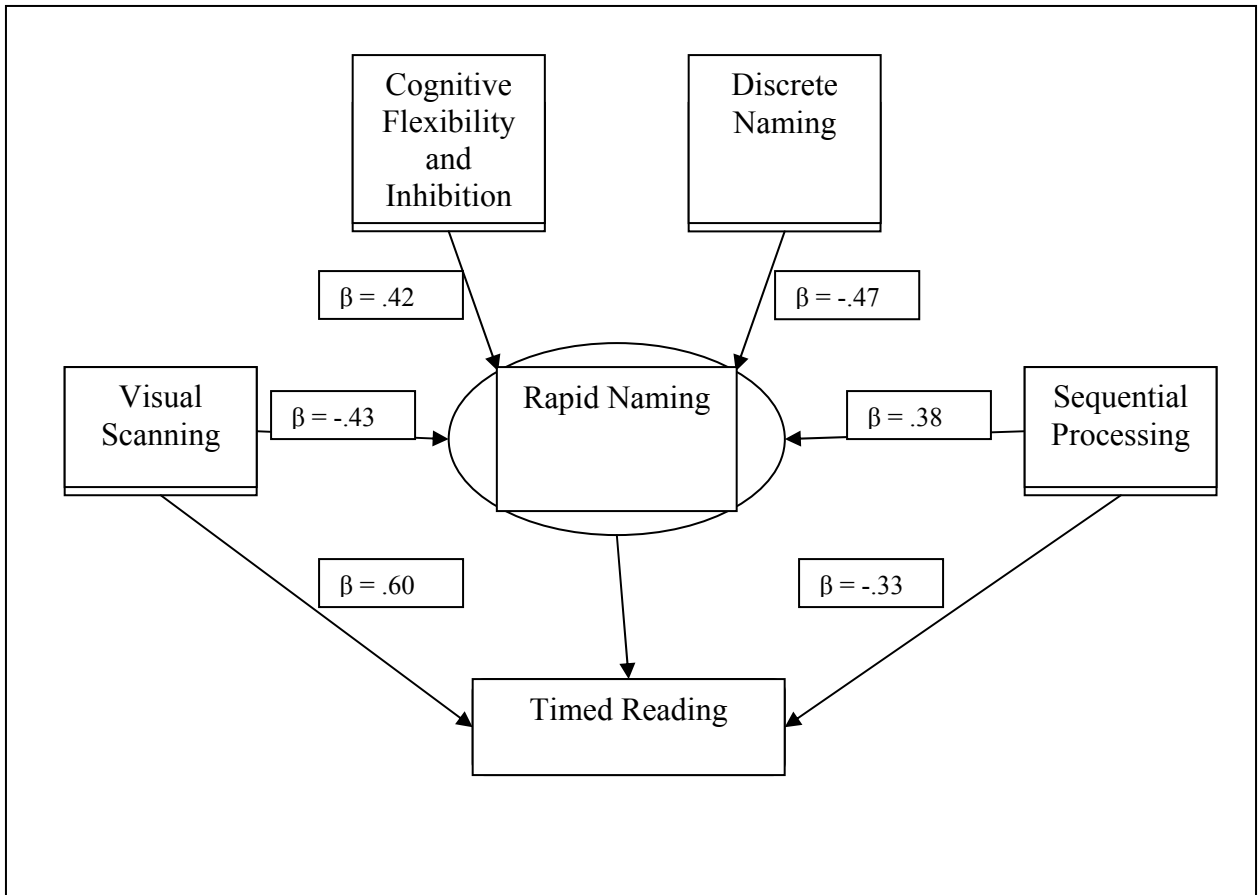 Cognitive
Flexibility
and
Inhibition
Discrete
Naming
β = .42
β = -.47
Visual
Scanning
β = -.43
Rapid Naming
β = .38
Sequential
Processing
β = .60
β = -.33
Timed Reading